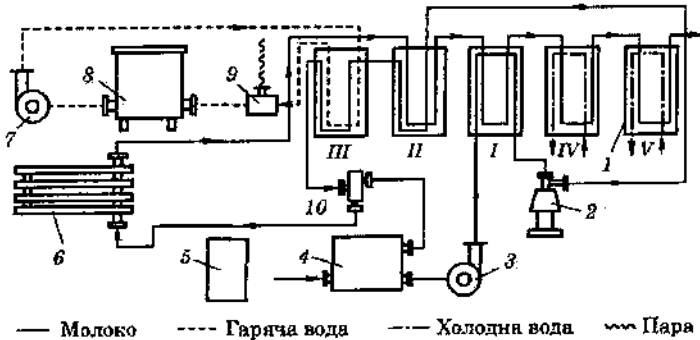 8
9
7
III
II
I
IV
V
1
10
2
6
5
4
3
Молоко
Гаряча вода
Холодна вода
Пара